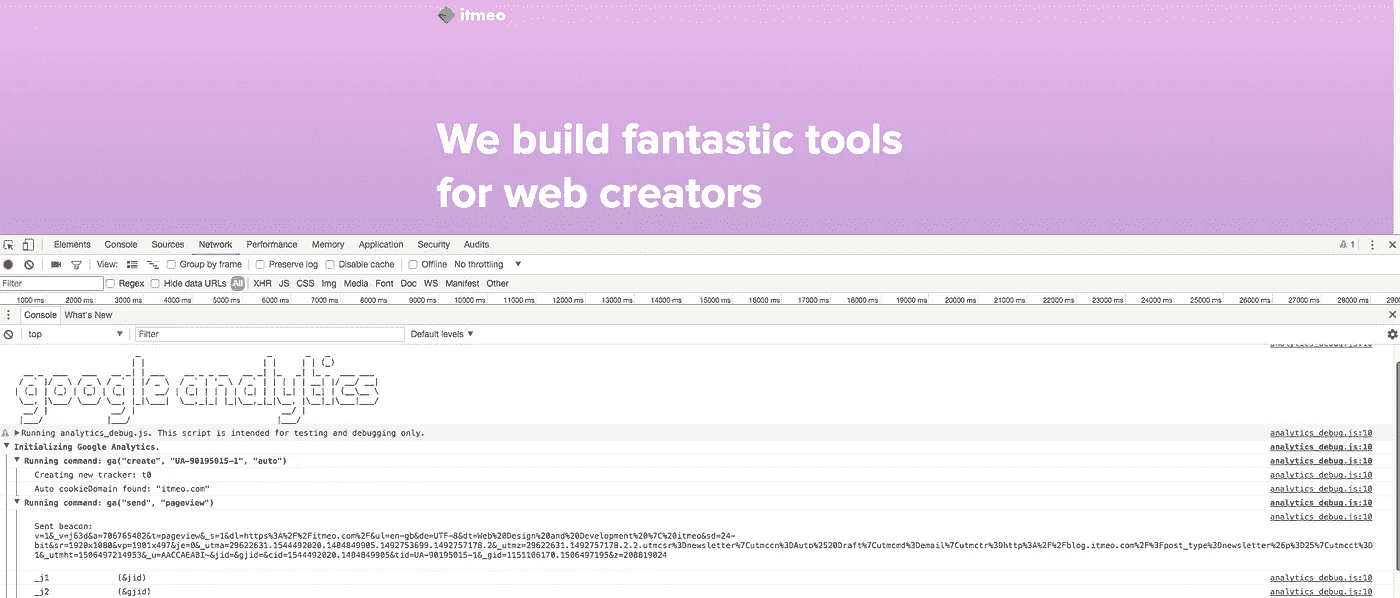 itmeo
We build fantastic tools
for web creators
Elements Console Sources Network Performance Memory Application Security Audits 1
View: Group by frame Preserve log Disable cache Offline No throttling
Filter Regex Hide data URLs All XHR JS CSS Img Media Font Doc WS Manifest Other
1000 ms 2000 ms 3000 ms 4000 ms 5000 ms 6000 ms 7000 ms 8000 ms 9000 ms 10000 ms 11000 ms 12000 ms 13000 ms 14000 ms 15000 ms 16000 ms 17000 ms 18000 ms 19000 ms 20000 ms 21000 ms 22000 ms 23000 ms 24000 ms 25000 ms 26000 ms 27000 ms 28000 ms
Console What's New
top Filter Default levels
analytics_debug.js:10
google analytics
Running analytics_debug.js. This script is intended for testing and debugging only. analytics_debug.js:10
Initializing Google Analytics. analytics_debug.js:10
Running command: ga("create", "UA-90195015-1", "auto") analytics_debug.js:10
Creating new tracker: t0 analytics_debug.js:10
Auto cookieDomain found: "itmeo.com" analytics_debug.js:10
Running command: ga("send", "pageview") analytics_debug.js:10
analytics_debug.js:10
Sent beacon:
v=1&_v=j63d&a=706765482&t=pageview&_s=1&dl=https%3A%2F%2Fitmeo.com%2F&ul=en-gb&de=UTF-8&dt=Web%20Design%20and%20Development%20%7C%20itmeo&sd=24-
bit&sr=1920x1080&vp=1901x497&je=0&_utma=29622631.1544492020.1484849905.1492753699.1492757178.2&_utmz=29622631.1492757178.2.2.utmcsr%3Dnewsletter%7Cutmccn%3DAuto%2520Draft%7Cutmcmd%3Demail%7Cutmctr%3Dhttp%3A%2F%2Fblog.itmeo.com%2F%3Fpost_type%3Dnewsletter%26p%3D25%7Cutmcct%3D
1&_utmht=1506497214953&_u=AACCAEABI~&jid=&gjid=&cid=1544492020.1484849905&tid=UA-90195015-1&_gid=1151106170.1506497195&z=208819024
_j1 (&jid) analytics_debug.js:10
_j2 (&gjid) analytics_debug.js:10